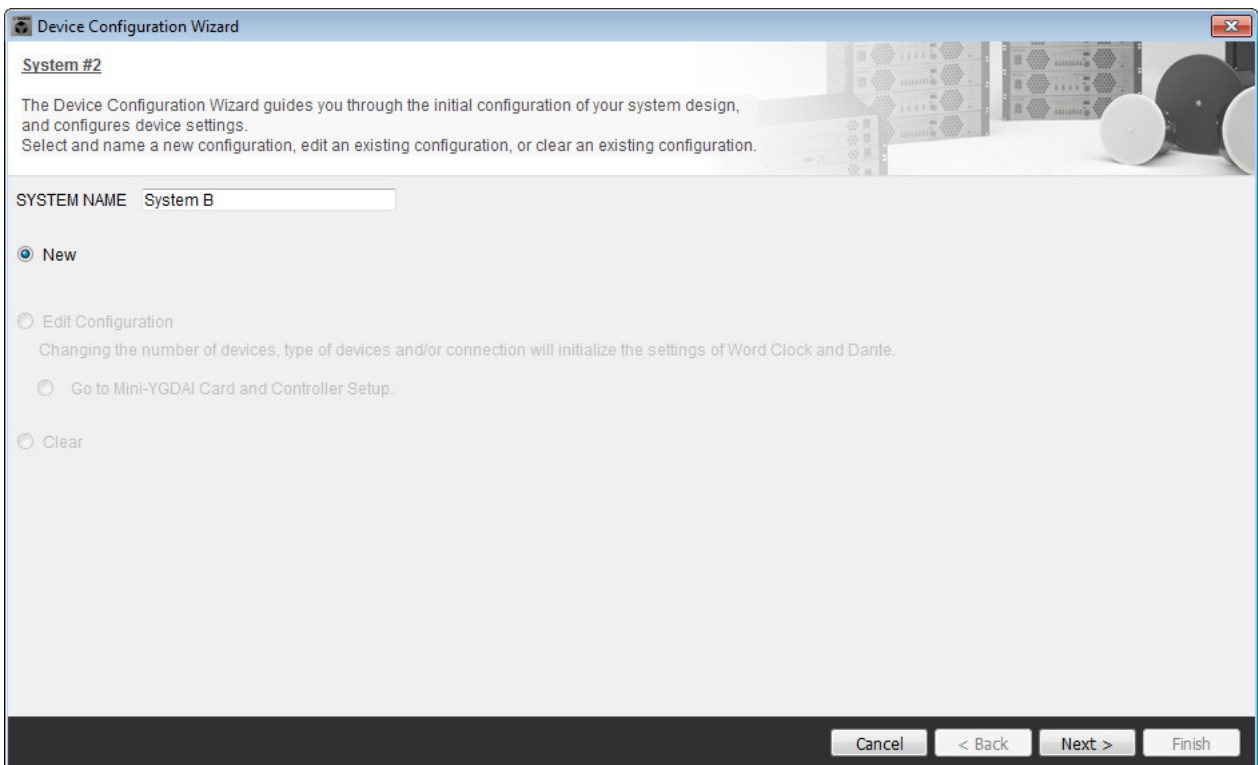 Device Configuration Wizard
System #2
The Device Configuration Wizard guides you through the initial configuration of your system design,
and configures device settings.
Select and name a new configuration, edit an existing configuration, or clear an existing configuration.
SYSTEM NAME System B
New
Edit Configuration
Changing the number of devices, type of devices and/or connection will initialize the settings of Word Clock and Dante.
Go to Mini-YGDAI Card and Controller Setup.
Clear
Cancel < Back Next > Finish